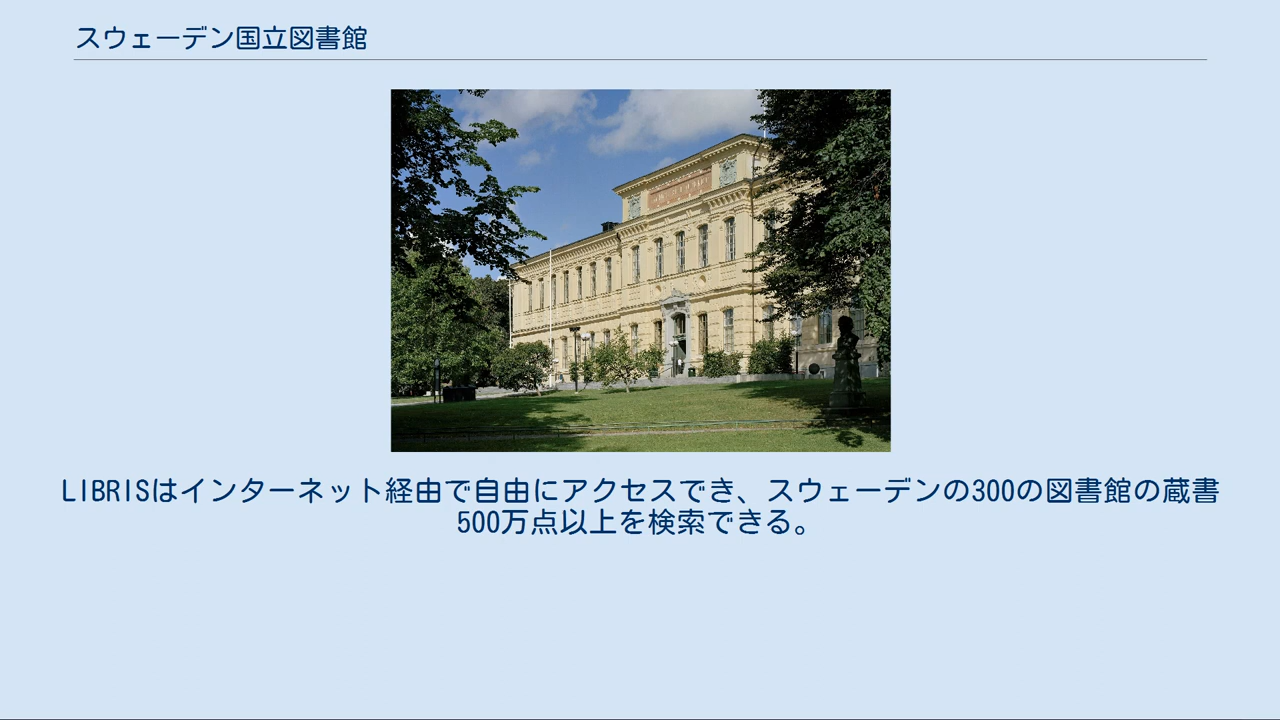 スウェーデン国立図書館
LIBRISはインターネット経由で自由にアクセスでき、スウェーデンの300の図書館の蔵書
500万点以上を検索できる。